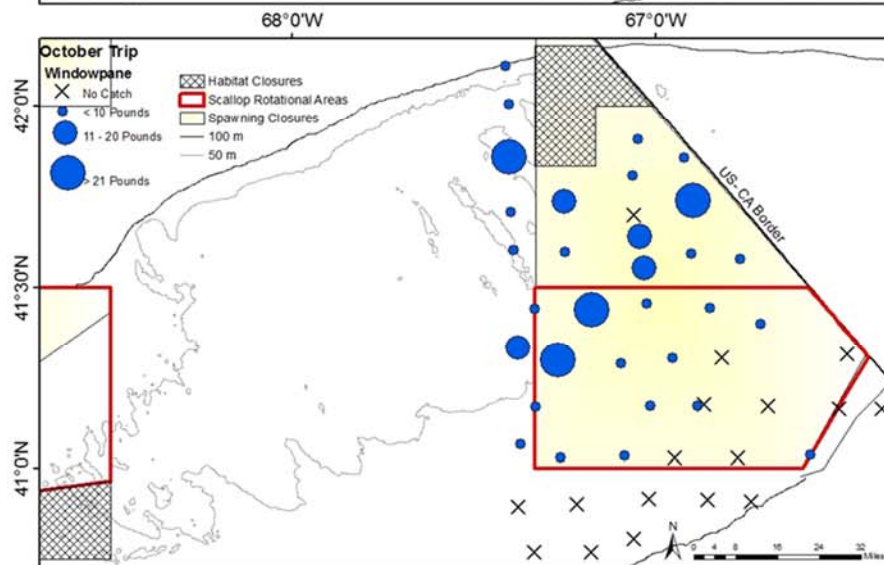 68°0'W 67°0'W
October Trip
Windowpane
No Catch
< 10 Pounds
11 - 20 Pounds
> 21 Pounds
Habitat Closures
Scallop Rotational Areas
Spawning Closures
100 m
50 m
42°0'N
41°30'N
41°0'N
US- CA Border
N
0 4 8 16 24 32
Miles